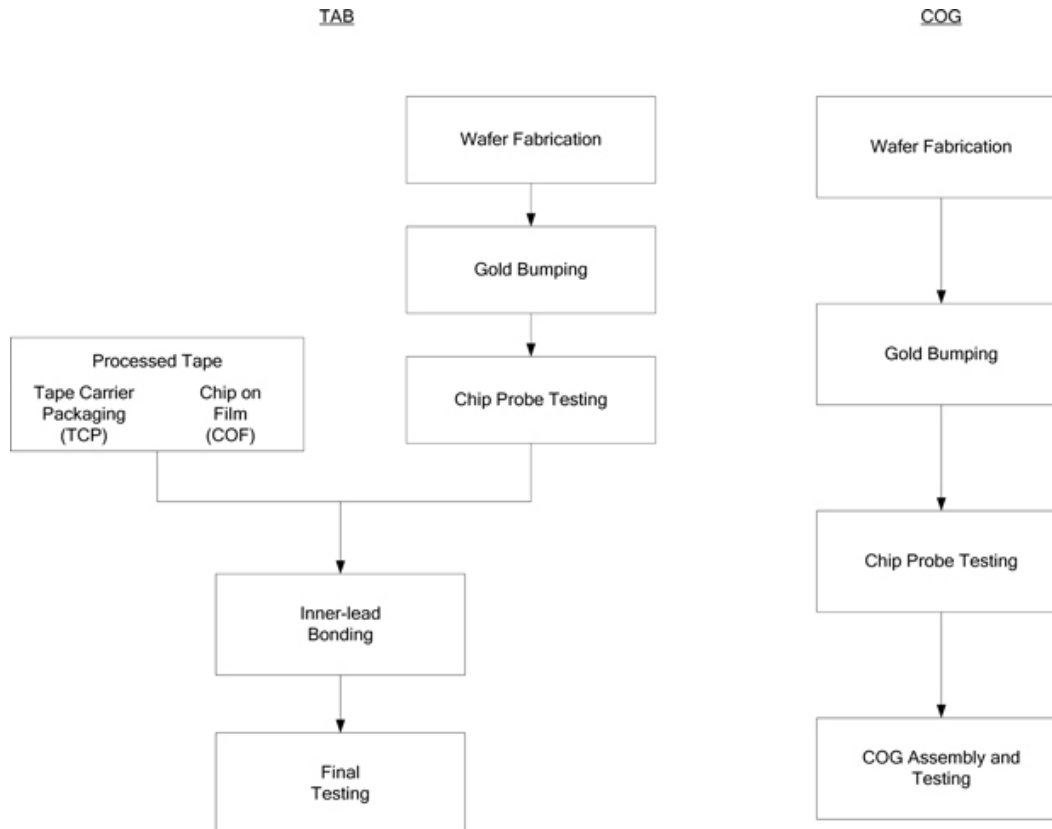 TAB
COG
Wafer Fabrication
Gold Bumping
Processed Tape
Tape Carrier
Packaging
(TCP)
Chip on
Film
(COF)
Chip Probe Testing
Inner-lead
Bonding
Final
Testing
Wafer Fabrication
Gold Bumping
Chip Probe Testing
COG Assembly and
Testing